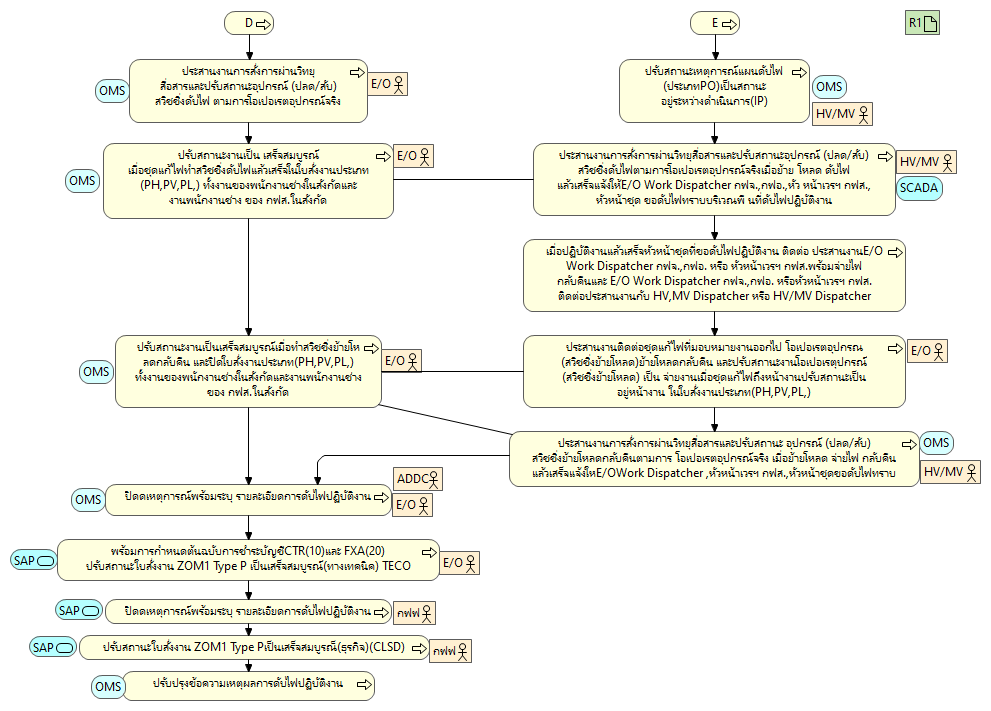 D
E
R1
ประสานงานการสั่งการผ่านวิทยุ
สื่อสารและปรับสถานะอุปกรณ์ (ปลด/สับ)
สวิชชิ่งดับไฟ ตามการโอเปอเรตอุปกรณ์จริง
OMS
E/O
ปรับสถานะเหตุการณ์แผนดับไฟ
(ประเภทPO)เป็นสถานะ
อยู่ระหว่างดำเนินการ(IP)
OMS
HV/MV
ปรับสถานะงานเป็น เสร็จสมบูรณ์
เมื่อชุดแก้ไฟทำสวิชชิ่งดับไฟแล้วเสร็จในใบสั่งงานประเภท
(PH,PV,PL,) ทั้งงานของพนักงานช่างในสังกัดและ
งานพนักงานช่าง ของ กฟส.ในสังกัด
OMS
E/O
ประสานงานการสั่งการผ่านวิทยุสื่อสารและปรับสถานะอุปกรณ์ (ปลด/สับ)
สวิชชิ่งดับไฟตามการโอเปอเรตอุปกรณ์จริงเมื่อย้าย โหลด ดับไฟ
แล้วเสร็จแจ้งให้E/O Work Dispatcher กฟจ.,กฟอ.,หัว หน้าเวรฯ กฟส.,
หัวหน้าชุด ขอดับไฟทราบบริเวณพื้ นที่ดับไฟปฏิบัติงาน
HV/MV
SCADA
เมื่อปฏิบัติงานแล้วเสร็จหัวหน้าชุดที่ขอดับไฟปฏิบัติงาน ติดต่อ ประสานงานE/O
Work Dispatcher กฟจ.,กฟอ. หรือ หัวหน้าเวรฯ กฟส.พร้อมจ่ายไฟ
กลับคืนและ E/O Work Dispatcher กฟจ.,กฟอ. หรือหัวหน้าเวรฯ กฟส.
ติดต่อประสานงานกับ HV,MV Dispatcher หรือ HV/MV Dispatcher
ปรับสถานะงานเป็นเสร็จสมบูรณ์เมื่อทำสวิชชิ่งย้ายโห
ลดกลับคืน และปิดใบสั่งงานประเภท(PH,PV,PL,)
ทั้งงานของพนักงานช่างในสังกัดและงานพนักงานช่าง
ของ กฟส.ในสังกัด
OMS
E/O
ประสานงานติดต่อชุดแก้ไฟที่มอบหมายงานออกไป โอเปอเรตอุปกรณ์
(สวิชชิ่งย้ายโหลด)ย้ายโหลดกลับคืน และปรับสถานะงานโอเปอเรตุปกรณ์
(สวิชชิ่งย้ายโหลด) เป็น จ่ายงานเมื่อชุดแก้ไฟถึงหน้างานปรับสถานะเป็น
อยู่หน้างาน ในใบสั่งงานประเภท(PH,PV,PL,)
E/O
ประสานงานการสั่งการผ่านวิทยุสื่อสารและปรับสถานะ อุปกรณ์ (ปลด/สับ)
สวิชชิ่งย้ายโหลดกลับคืนตามการ โอเปอเรตอุปกรณ์จริง เมื่อย้ายโหลด จ่ายไฟ กลับคืน
แล้วเสร็จแจ้งให้E/OWork Dispatcher ,หัวหน้าเวรฯ กฟส.,หัวหน้าชุดขอดับไฟทราบ
OMS
HV/MV
ปิดดเหตุการณ์พร้อมระบุ รายละเอียดการดับไฟปฏิบัติงาน
OMS
ADDC
E/O
พร้อมการกำหนดต้นฉบับการชำระบัญชีCTR(10)และ FXA(20)
ปรับสถานะใบสั่งงาน ZOM1 Type P เป็นเสร็จสมบูรณ์(ทางเทคนิค) TECO
SAP
E/O
ปิดดเหตุการณ์พร้อมระบุ รายละเอียดการดับไฟปฏิบัติงาน
SAP
กฟฟ
ปรับสถานะใบสั่งงาน ZOM1 Type Pเป็นเสร็จสมบูรณ์(ธุรกิจ)(CLSD)
SAP
กฟฟ
ปรับปรุงข้อความเหตุผลการดับไฟปฏิบัติงาน
OMS